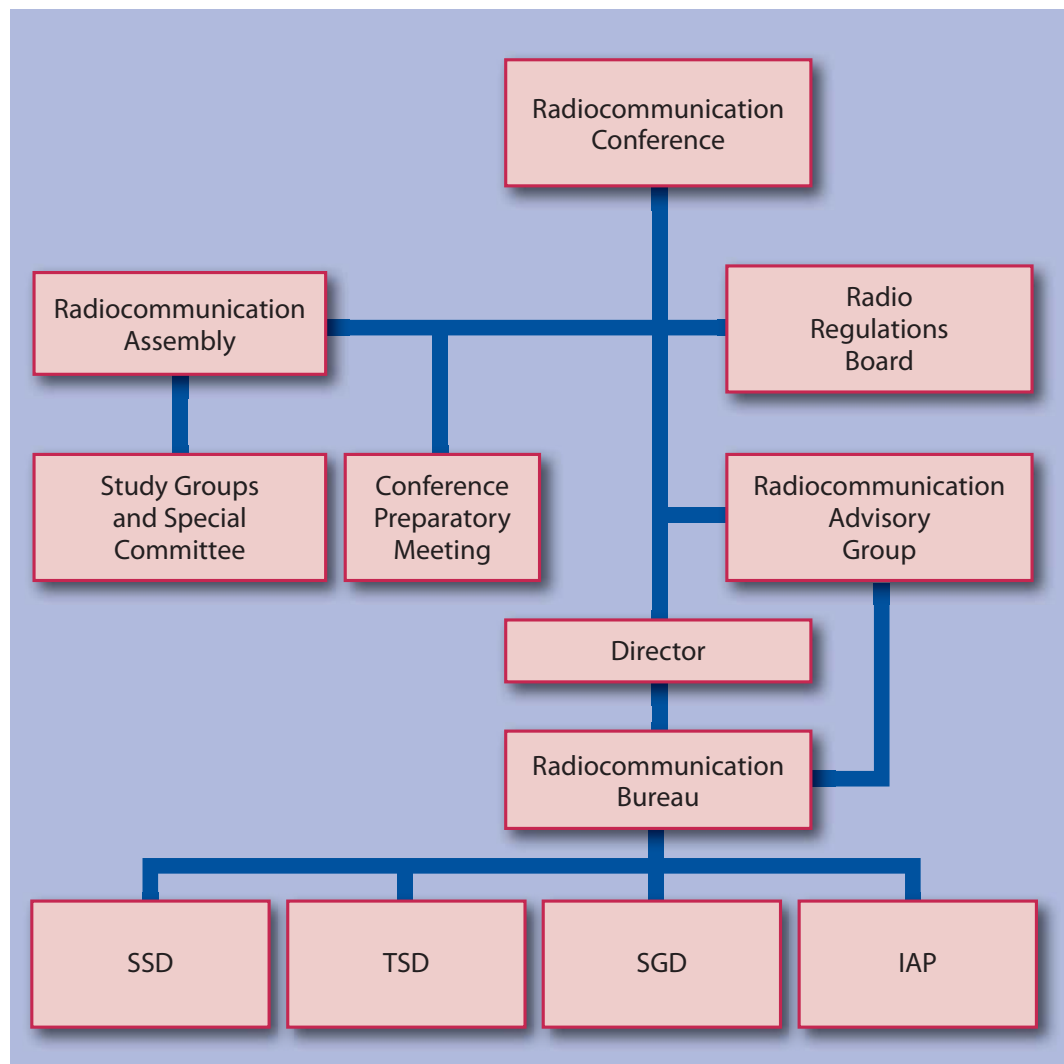 Radiocommunication
Conference
Radiocommunication
Assembly
Radio
Regulations
Board
Study Groups
and Special
Committee
Conference
Preparatory
Meeting
Radiocommunication
Advisory
Group
Director
Radiocommunication
Bureau
SSD
TSD
SGD
IAP